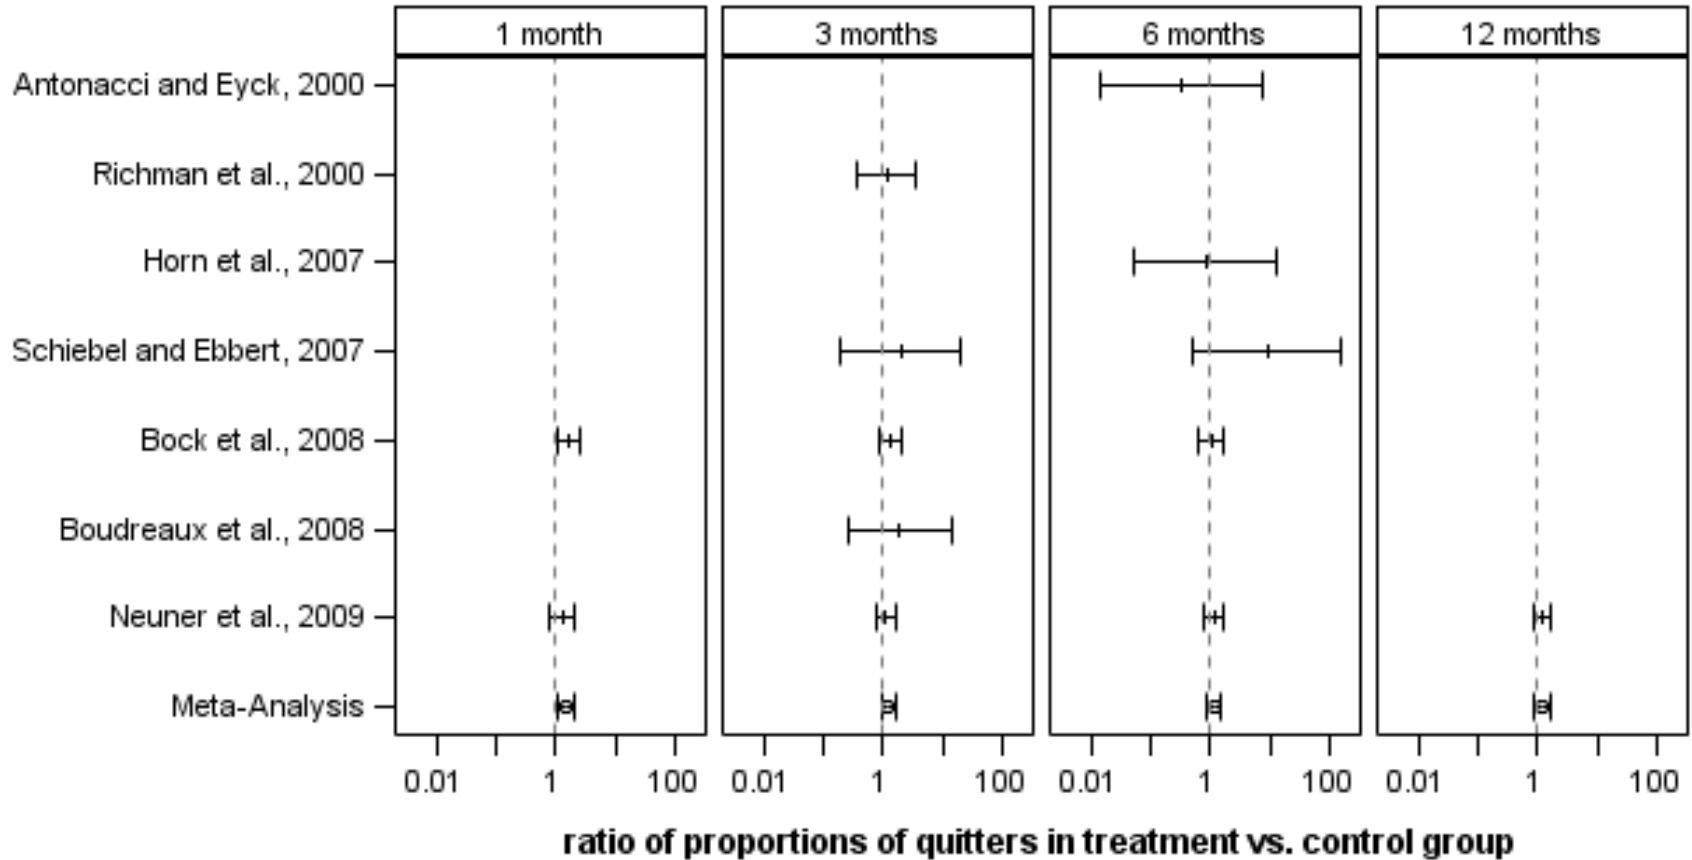 1 month 3 months 6 months 12 months
Antonacci and Eyck, 2000
Richman et al., 2000
Horn et al., 2007
Schiebel and Ebbert, 2007
Bock et al., 2008
Boudreaux et al., 2008
Neuner et al., 2009
Meta-Analysis
0.01 1 100 0.01 1 100 0.01 1 100 0.01 1 100
ratio of proportions of quitters in treatment vs. control group